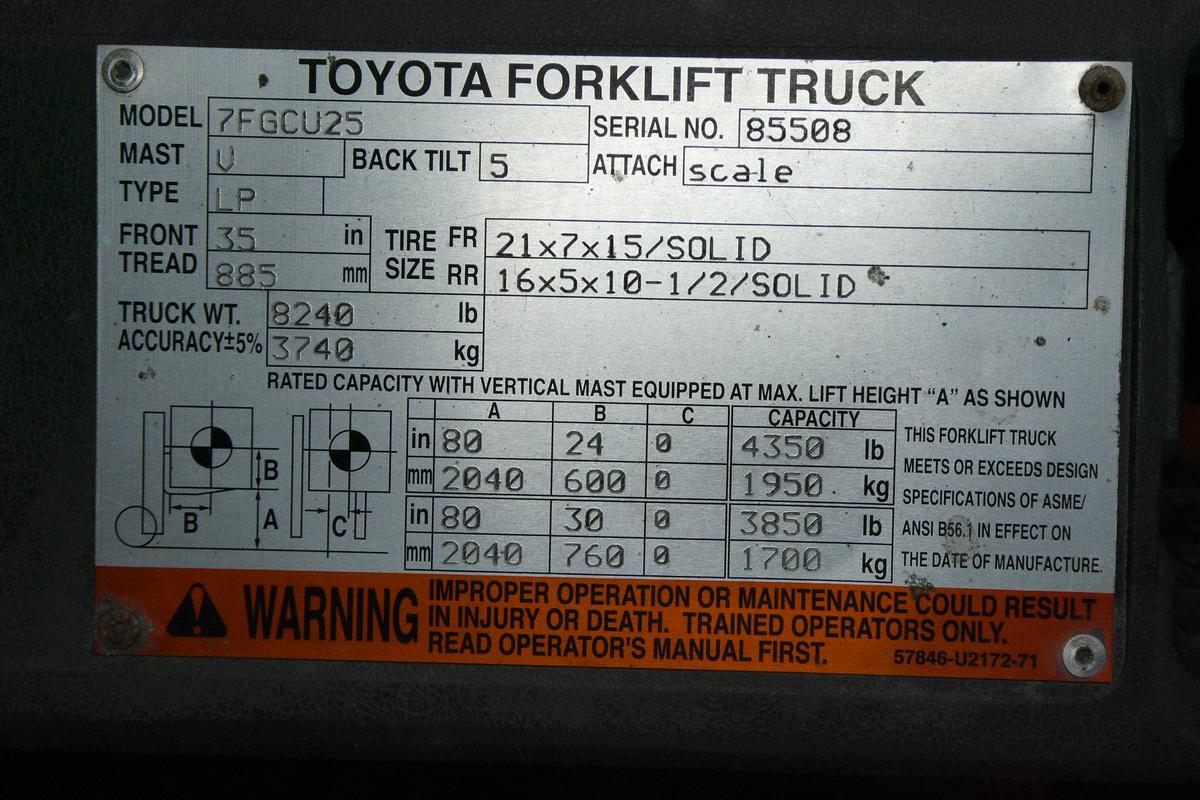 TOYOTA FORKLIFT TRUCK
MODEL 7FGCU25 SERIAL NO. 85508
MAST V BACK TILT 5 ATTACH scale
TYPE LP
FRONT TREAD 35 in TIRE SIZE FR 21x7x15/SOLID
885 mm RR 16x5x10-1/2/SOLID
TRUCK WT. 8240 lb
ACCURACY±5% 3740 kg
RATED CAPACITY WITH VERTICAL MAST EQUIPPED AT MAX. LIFT HEIGHT "A" AS SHOWN
A B C CAPACITY
in 80 24 0 4350 lb
mm 2040 600 0 1950 kg
in 80 30 0 3850 lb
mm 2040 760 0 1700 kg
B
B A C
THIS FORKLIFT TRUCK
MEETS OR EXCEEDS DESIGN
SPECIFICATIONS OF ASME/
ANSI B56.1 IN EFFECT ON
THE DATE OF MANUFACTURE.
WARNING
IMPROPER OPERATION OR MAINTENANCE COULD RESULT
IN INJURY OR DEATH. TRAINED OPERATORS ONLY.
READ OPERATOR'S MANUAL FIRST.
57846-U2172-71